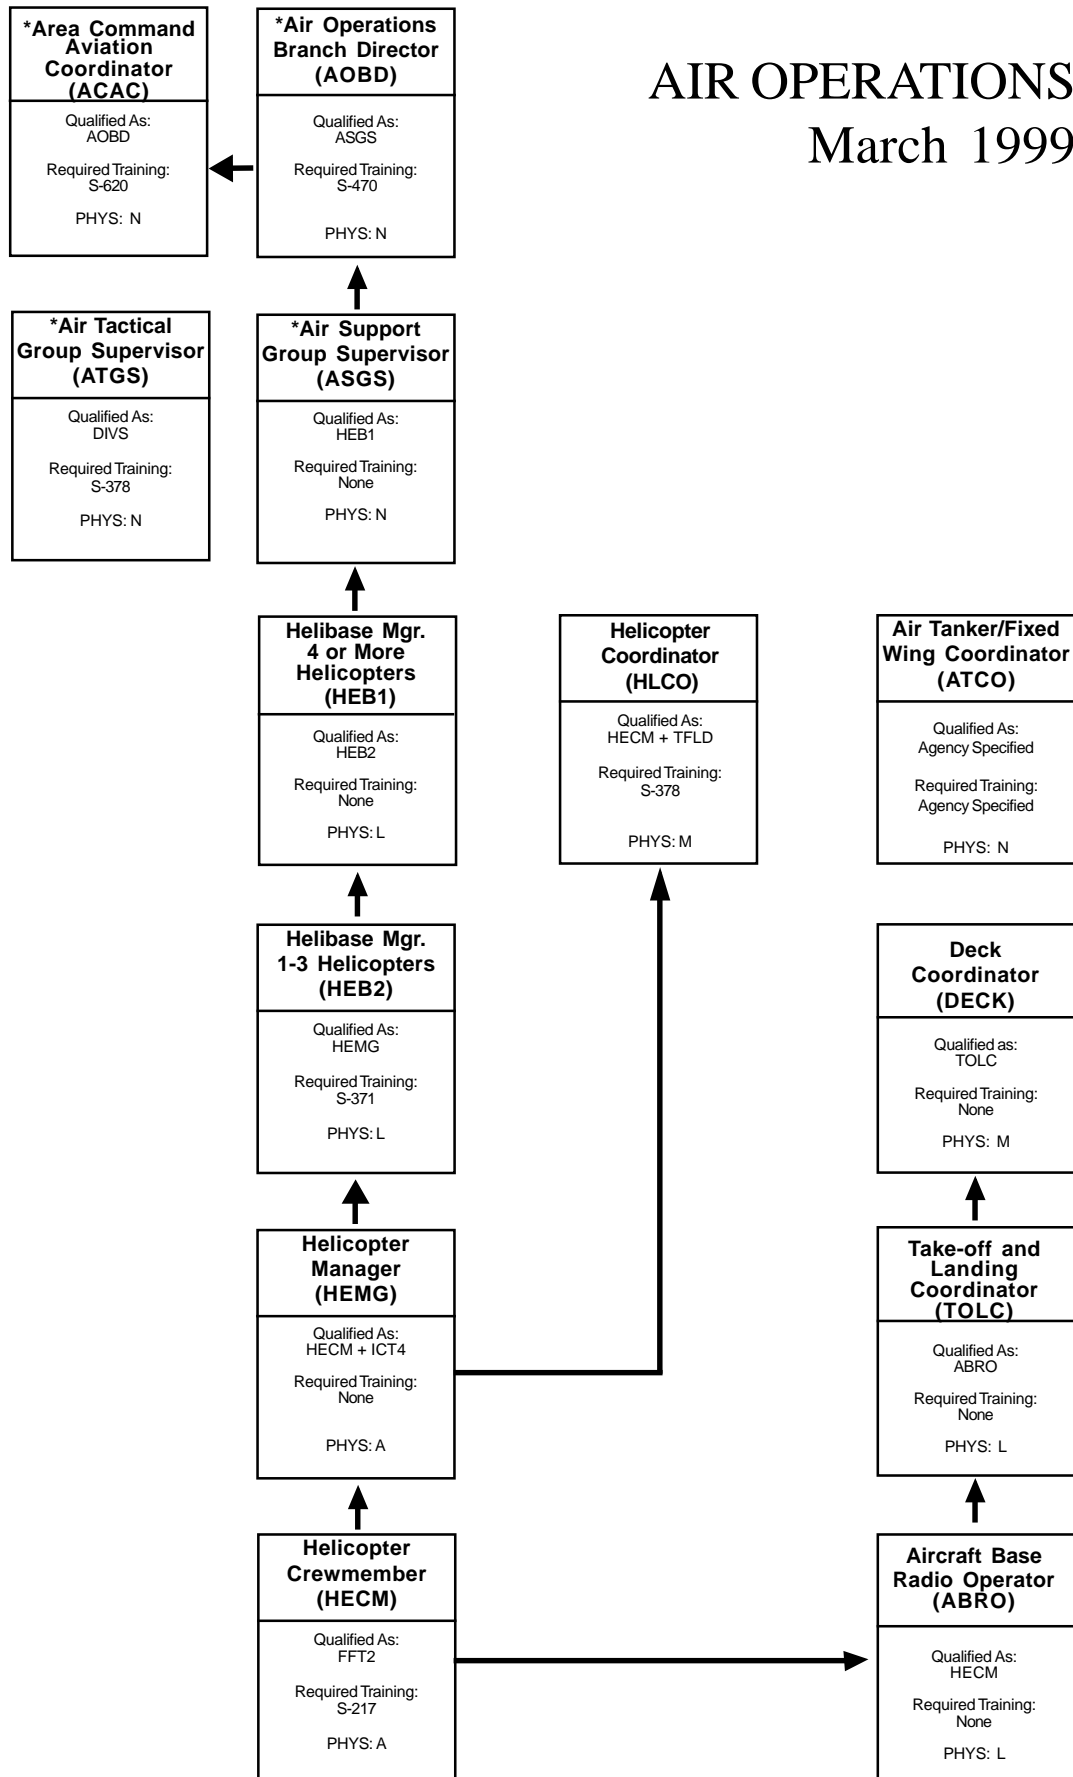 *Area Command
Aviation
Coordinator
(ACAC)
Qualified As:
AOBD
Required Training:
S-620
PHYS: N
*Air Operations
Branch Director
(AOBD)
Qualified As:
ASGS
Required Training:
S-470
PHYS: N
AIR OPERATIONS
March 1999
*Air Tactical
Group Supervisor
(ATGS)
Qualified As:
DIVS
Required Training:
S-378
PHYS: N
*Air Support
Group Supervisor
(ASGS)
Qualified As:
HEB1
Required Training:
None
PHYS: N
Helibase Mgr.
4 or More
Helicopters
(HEB1)
Qualified As:
HEB2
Required Training:
None
PHYS: L
Helicopter
Coordinator
(HLCO)
Qualified As:
HECM + TFLD
Required Training:
S-378
PHYS: M
Air Tanker/Fixed
Wing Coordinator
(ATCO)
Qualified As:
Agency Specified
Required Training:
Agency Specified
PHYS: N
Helibase Mgr.
1-3 Helicopters
(HEB2)
Qualified As:
HEMG
Required Training:
S-371
PHYS: L
Deck
Coordinator
(DECK)
Qualified as:
TOLC
Required Training:
None
PHYS: M
Helicopter
Manager
(HEMG)
Qualified As:
HECM + ICT4
Required Training:
None
PHYS: A
Take-off and
Landing
Coordinator
(TOLC)
Qualified As:
ABRO
Required Training:
None
PHYS: L
Helicopter
Crewmember
(HECM)
Qualified As:
FFT2
Required Training:
S-217
PHYS: A
Aircraft Base
Radio Operator
(ABRO)
Qualified As:
HECM
Required Training:
None
PHYS: L